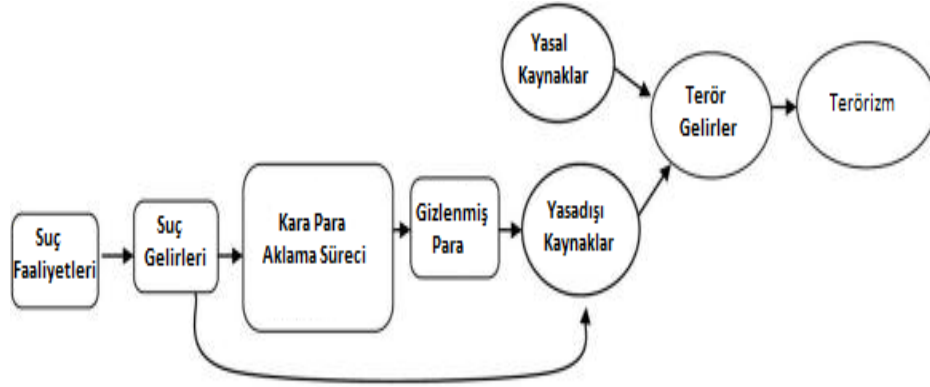 Yasal
Kaynaklar
Terör
Gelirler
Terörizm
Suç
Faaliyetleri
Suç
Gelirleri
Kara Para
Aklama Süreci
Gizlenmiş
Para
Yasadışı
Kaynaklar